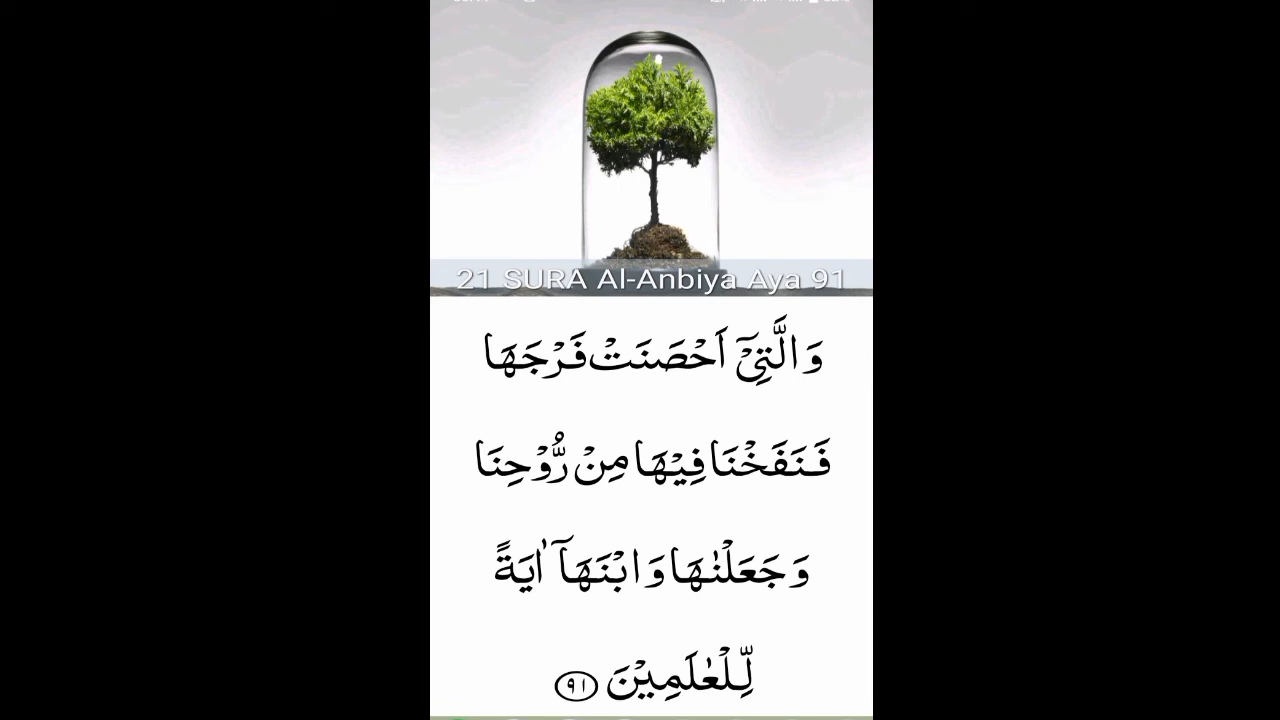 21 SURA Al-Anbiya Aya 91
وَالَّتِىْٓ اَحْصَنَتْ فَرْجَهَا
فَنَفَخْنَا فِيْهَا مِنْ رُّوْحِنَا
وَجَعَلْنٰهَا وَابْنَهَآ اٰيَةً
لِّلْعٰلَمِيْنَ ﴿٩١﴾